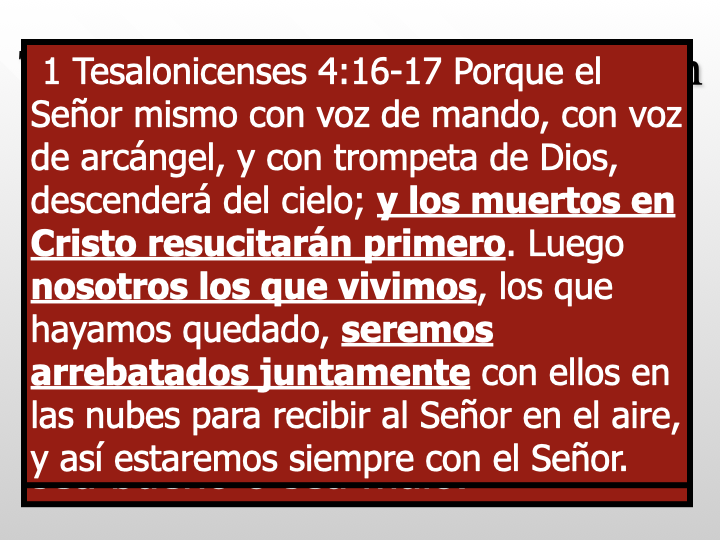 1 Tesalonicenses 4:16-17 Porque el
Señor mismo con voz de mando, con voz
de arcángel, y con trompeta de Dios,
descenderá del cielo; y los muertos en
Cristo resucitarán primero. Luego
nosotros los que vivimos, los que
hayamos quedado, seremos
arrebatados juntamente con ellos en
las nubes para recibir al Señor en el aire,
y así estaremos siempre con el Señor.